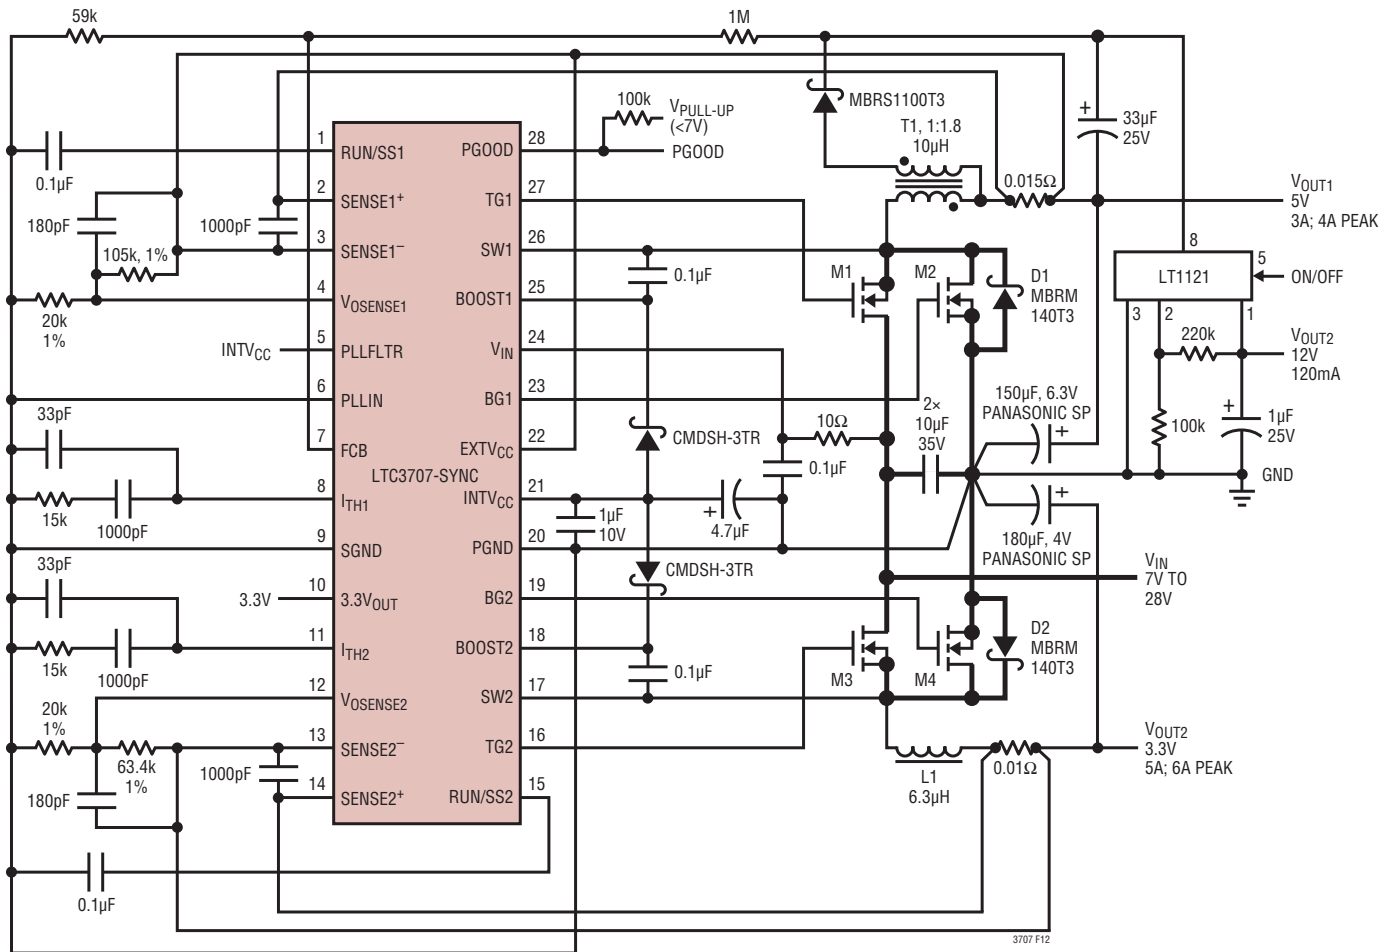 59k
1M
MBRS1100T3
33µF
25V
100k
VPULL-UP
(<7V)
T1, 1:1.8
10µH
PGOOD
0.1µF
1
RUN/SS1
PGOOD
28
0.015Ω
VOUT1
5V
3A; 4A PEAK
180pF
1000pF
2
SENSE1+
TG1
27
105k, 1%
3
SENSE1−
SW1
26
8
5
LT1121
ON/OFF
3
2
1
20k
1%
4
VOSENSE1
BOOST1
25
0.1µF
M1
M2
D1
MBRM
140T3
INTVCC
5
PLLFLTR
VIN
24
220k
VOUT2
12V
120mA
6
PLLIN
BG1
23
2×
10µF
35V
150µF, 6.3V
PANASONIC SP
100k
1µF
25V
33pF
7
FCB
EXTVCC
22
CMDSH-3TR
10Ω
0.1µF
LTC3707-SYNC
GND
15k
1000pF
8
ITH1
INTVCC
21
1µF
10V
4.7µF
180µF, 4V
PANASONIC SP
9
SGND
PGND
20
33pF
CMDSH-3TR
VIN
7V TO
28V
3.3V
10
3.3VOUT
BG2
19
15k
1000pF
11
ITH2
BOOST2
18
0.1µF
M3
M4
D2
MBRM
140T3
20k
1%
12
VOSENSE2
SW2
17
63.4k
1%
1000pF
13
SENSE2−
TG2
16
L1
6.3µH
0.01Ω
VOUT2
3.3V
5A; 6A PEAK
180pF
14
SENSE2+
RUN/SS2
15
0.1µF
3707 F12
+
+
+
+
+